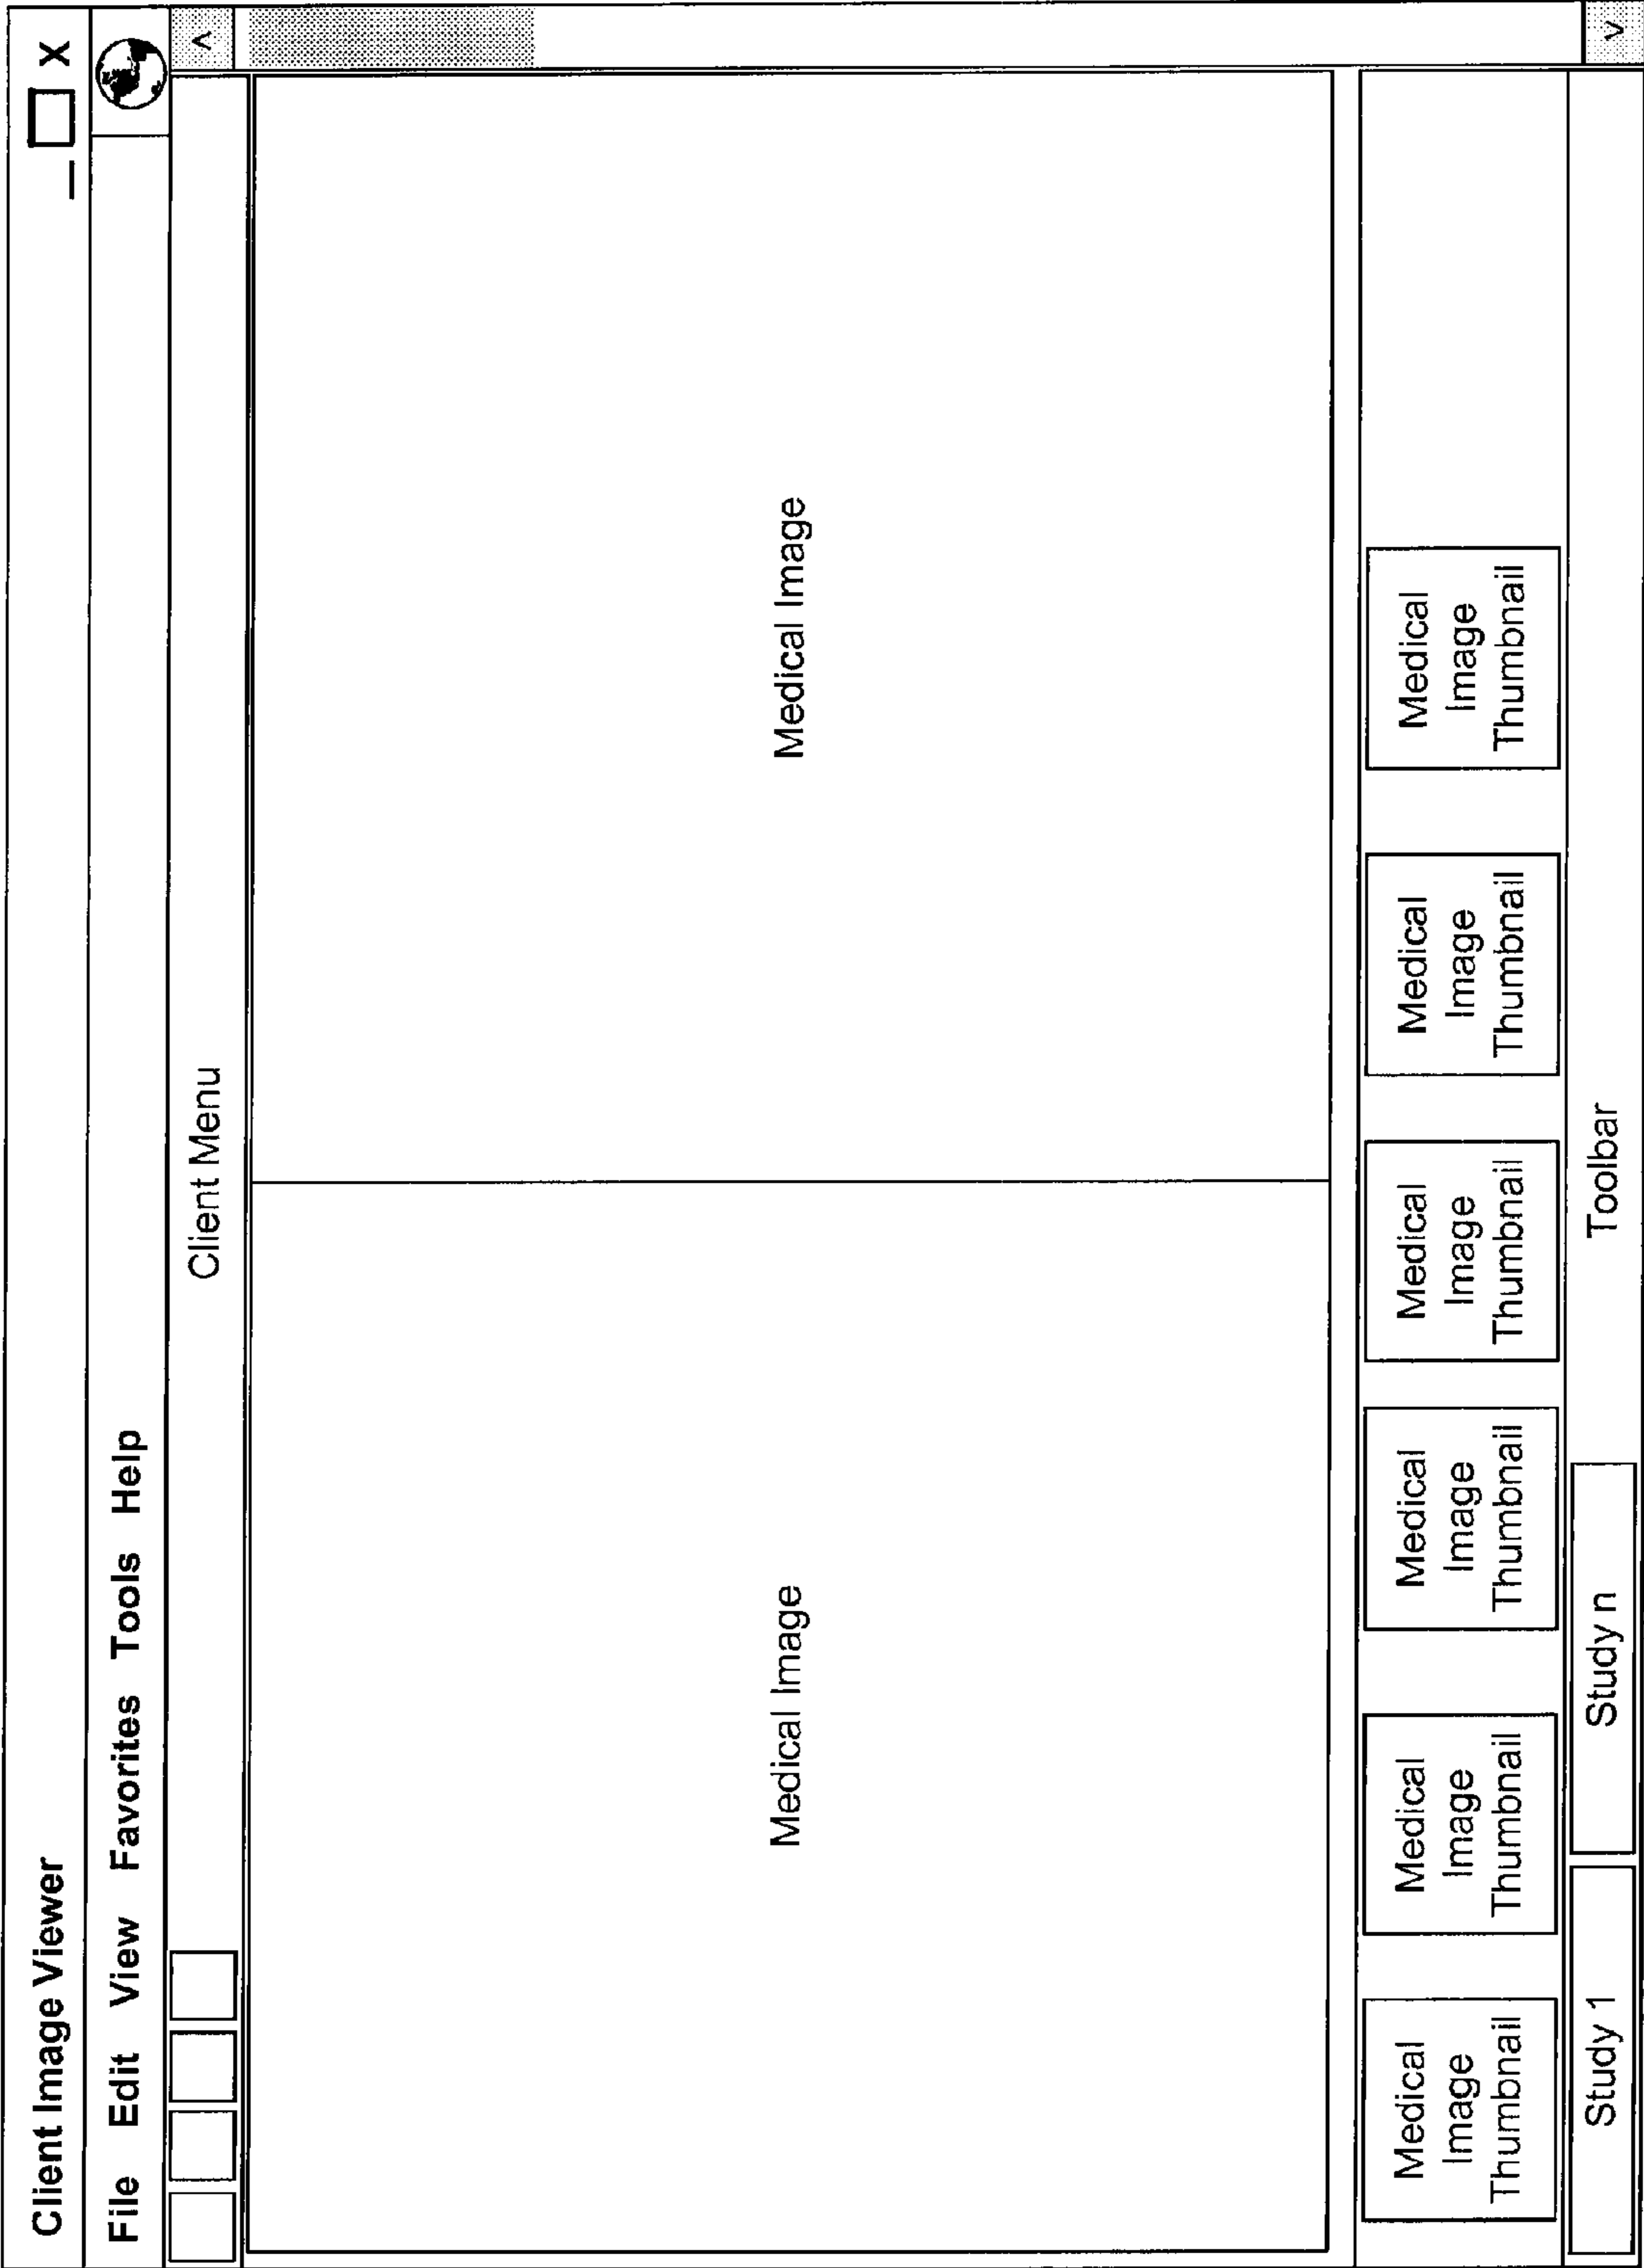 Client Image Viewer
_ X
File Edit View Favorites Tools Help
Client Menu
Medical Image
Medical Image
Medical
Image
Thumbnail
Medical
Image
Thumbnail
Medical
Image
Thumbnail
Medical
Image
Thumbnail
Medical
Image
Thumbnail
Medical
Image
Thumbnail
Study 1
Study n
Toolbar